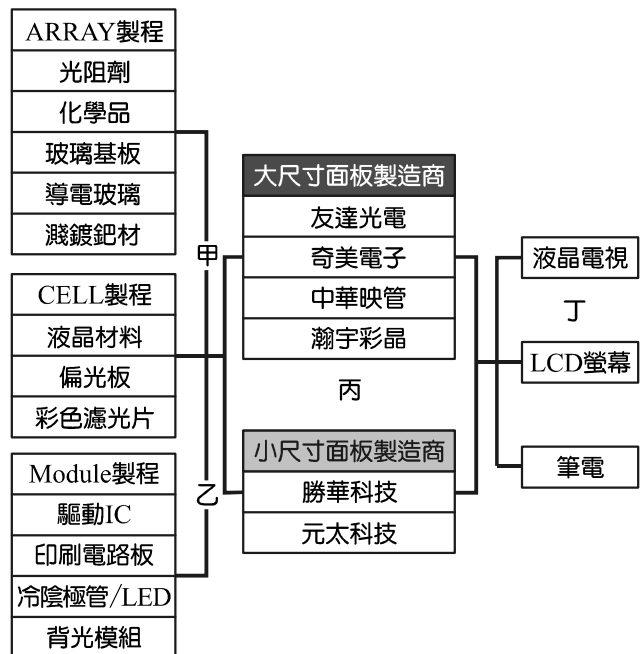 ARRAY製程
光阻劑
化學品
玻璃基板
導電玻璃
濺鍍鈀材
甲
CELL製程
液晶材料
偏光板
彩色濾光片
乙
Module製程
驅動IC
印刷電路板
冷陰極管/LED
背光模組
大尺寸面板製造商
友達光電
奇美電子
中華映管
瀚宇彩晶
丙
小尺寸面板製造商
勝華科技
元太科技
液晶電視
丁
LCD螢幕
筆電